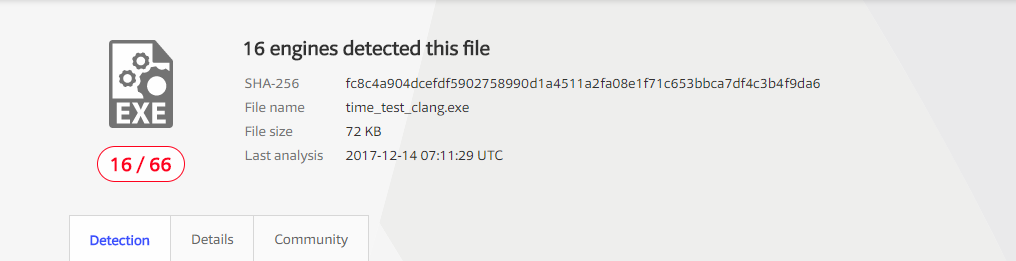 16 engines detected this file
SHA-256 fc8c4a904dcefdf5902758990d1a4511a2fa08e1f71c653bbca7df4c3b4f9da6
File name time_test_clang.exe
File size 72 KB
Last analysis 2017-12-14 07:11:29 UTC
EXE
16 / 66
Detection Details Community